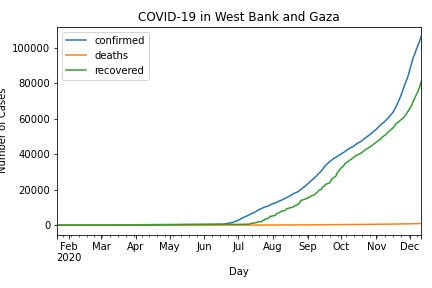 COVID-19 in West Bank and Gaza
confirmed
deaths
recovered
100000
80000
60000
40000
20000
0
Number of Cases
Feb Mar Apr May Jun Jul Aug Sep Oct Nov Dec
2020
Day